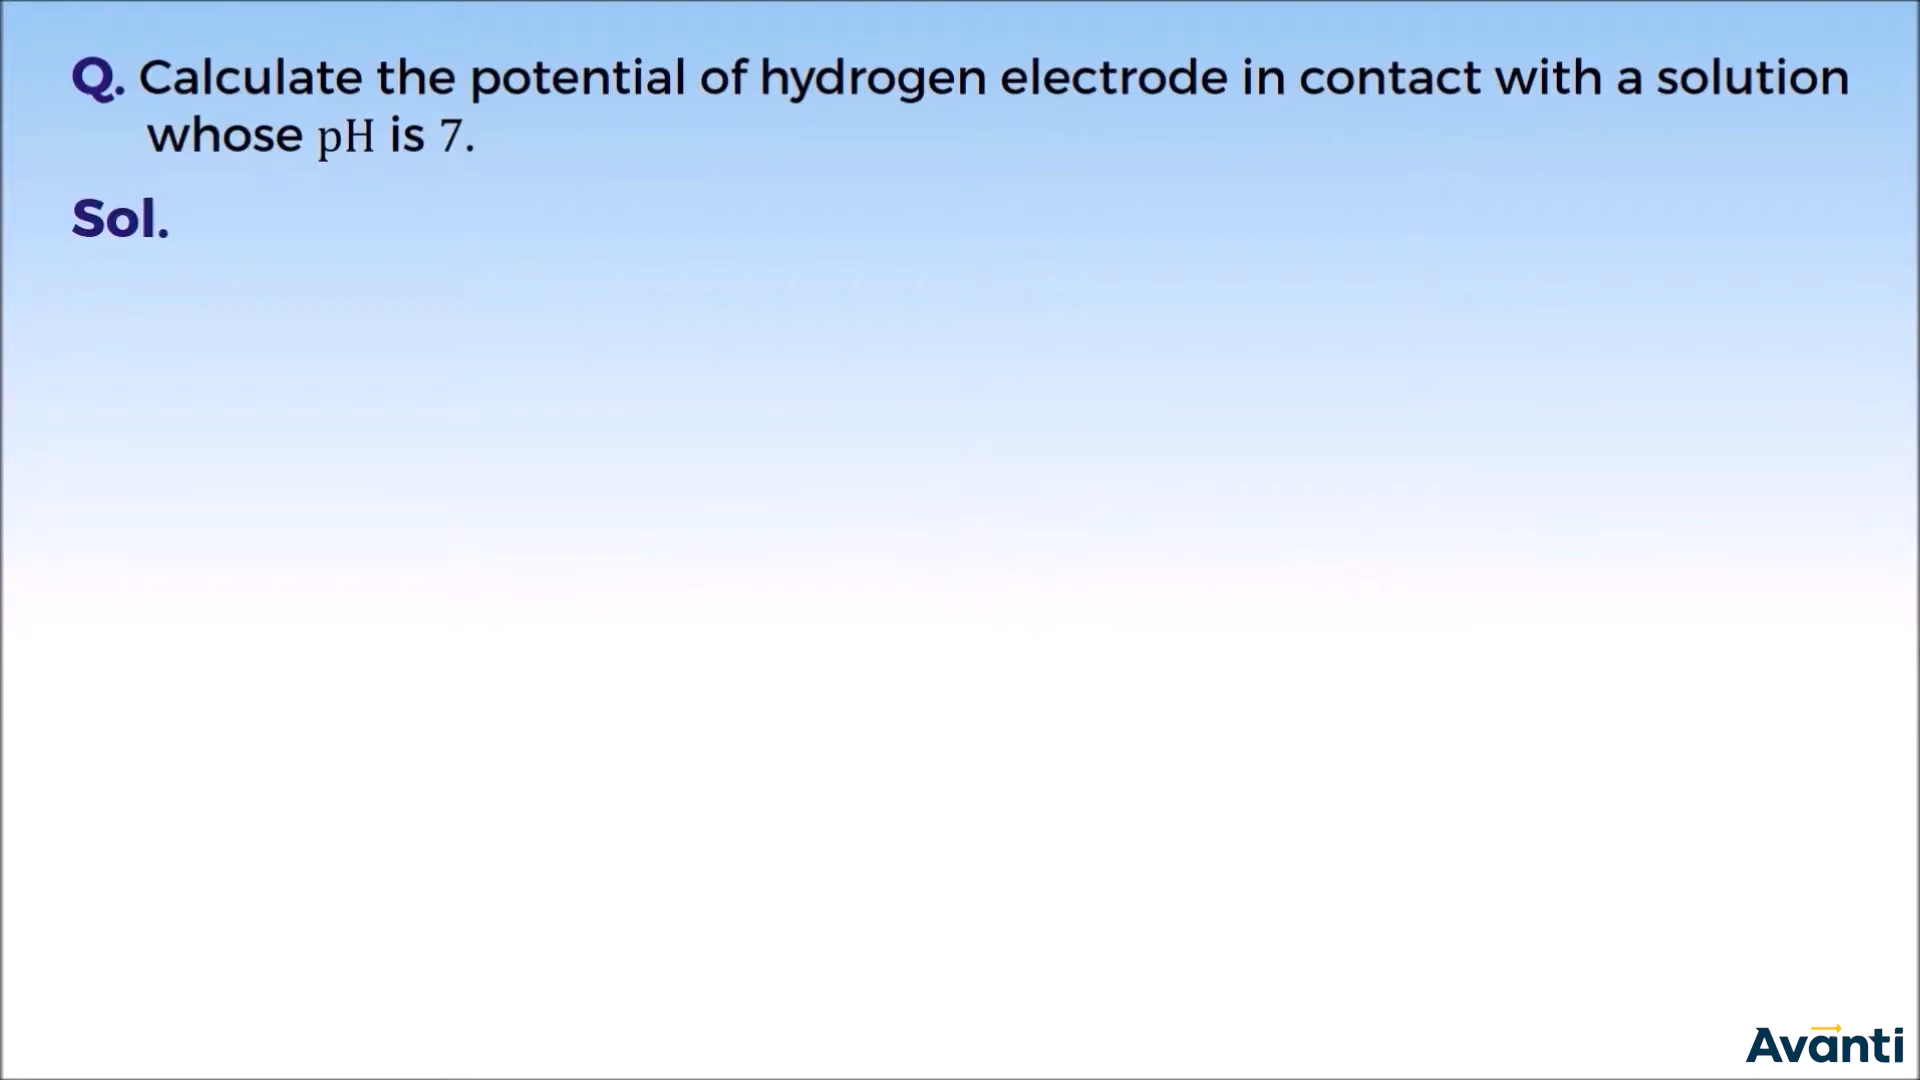 Q. Calculate the potential of hydrogen electrode in contact with a solution
whose pH is 7.
Sol.
Avanti